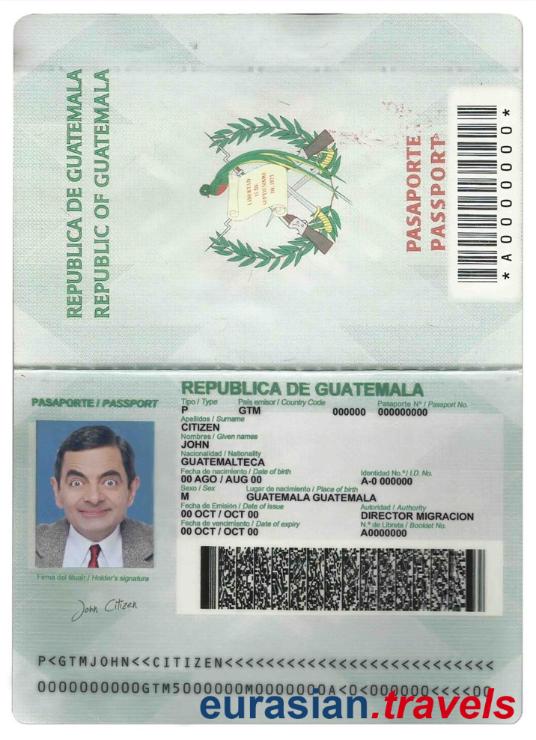 REPUBLICA DE GUATEMALA
REPUBLIC OF GUATEMALA
LIBERTAD
15 DE
SEPTIEMBRE
DE 1821
PASAPORTE
PASSPORT
*A0000000*
REPUBLICA DE GUATEMALA
PASAPORTE / PASSPORT
Tipo / Type País emisor / Country Code Pasaporte Nº / Passport No.
P GTM 000000 000000000
Apellidos / Surname
CITIZEN
Nombres / Given names
JOHN
Nacionalidad / Nationality
GUATEMALTECA
Fecha de nacimiento / Date of birth Identidad No.º / I.D. No.
00 AGO / AUG 00 A-0 000000
Sexo / Sex Lugar de nacimiento / Place of birth
M GUATEMALA GUATEMALA
Fecha de Emisión / Date of Issue Autoridad / Authority
00 OCT / OCT 00 DIRECTOR MIGRACION
Fecha de vencimiento / Date of expiry N.º de Libreta / Booklet No.
00 OCT / OCT 00 A0000000
Firma del titular / Holder's signature
John Citizen
P<GTMJOHN<<CITIZEN<<<<<<<<<<<<<<<<<<<<<<<<<<
0000000000GTM5000000M0000000A<0<000000<<<<00
eurasian.travels